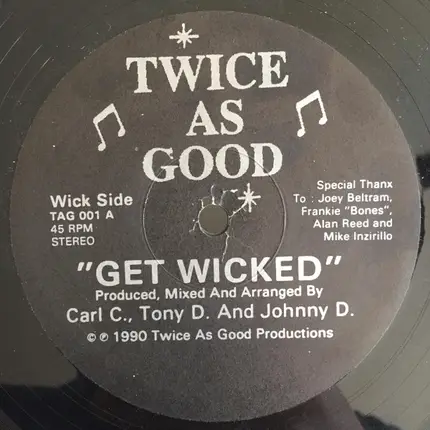 TWICE
AS
GOOD
Wick Side
TAG 001 A
45 RPM
STEREO
Special Thanx
To : Joey Beltram,
Frankie "Bones",
Alan Reed and
Mike Inzirillo
"GET WICKED"
Produced, Mixed And Arranged By
Carl C., Tony D. And Johnny D.
© ℗ 1990 Twice As Good Productions